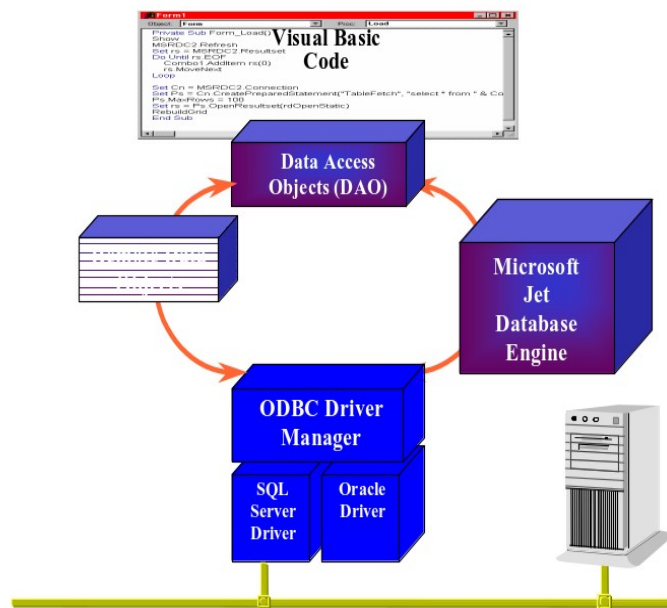 Form1
Object: Form Proc: Load
Private Sub Form_Load()
Show
MSRDC2.Refresh
Set rs = MSRDC2.Resultset
Do Until rs.EOF
Combo1.AddItem rs(0)
rs.MoveNext
Loop
Set Cn = MSRDC2.Connection
Set Ps = Cn.CreatePreparedStatement("TableFetch", "select * from " & Co
Ps.MaxRows = 100
Set rs = Ps.OpenResultset(rdOpenStatic)
RebuildGrid
End Sub
Visual Basic
Code
Data Access
Objects (DAO)
Microsoft
Jet
Database
Engine
ODBC Driver
Manager
SQL
Server
Driver
Oracle
Driver